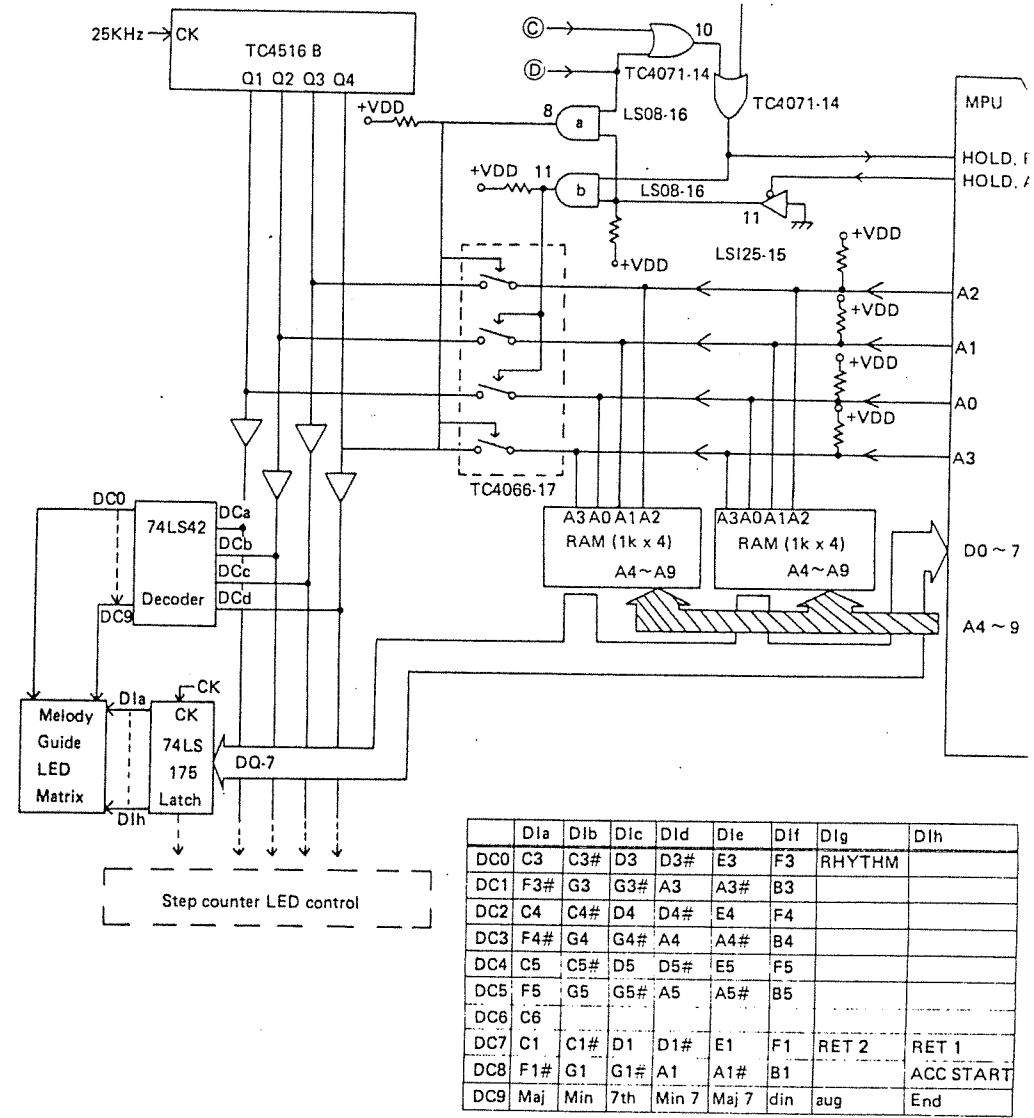 25KHz
CK
TC4516 B
Q1 Q2 Q3 Q4
C
D
10
TC4071-14
TC4071-14
+VDD
8
a
LS08-16
+VDD
11
b
LS08-16
+VDD
11
LS125-15
MPU
HOLD,
HOLD,
+VDD
A2
+VDD
A1
+VDD
A0
+VDD
A3
TC4066-17
A3 A0 A1 A2
RAM (1k x 4)
A4~A9
A3 A0 A1 A2
RAM (1k x 4)
A4~A9
D0 ~ 7
A4 ~ 9
DC0
74LS42
Decoder
DC9
DCa
DCb
DCc
DCd
Melody
Guide
LED
Matrix
DIa
DIh
CK
CK
74LS
175
Latch
DQ-7
Step counter LED control
DIa DIb DIc DId DIe DIf DIg DIh
DC0 C3 C3# D3 D3# E3 F3 RHYTHM
DC1 F3# G3 G3# A3 A3# B3
DC2 C4 C4# D4 D4# E4 F4
DC3 F4# G4 G4# A4 A4# B4
DC4 C5 C5# D5 D5# E5 F5
DC5 F5 G5 G5# A5 A5# B5
DC6 C6
DC7 C1 C1# D1 D1# E1 F1 RET 2 RET 1
DC8 F1# G1 G1# A1 A1# B1 ACC START
DC9 Maj Min 7th Min 7 Maj 7 din aug End